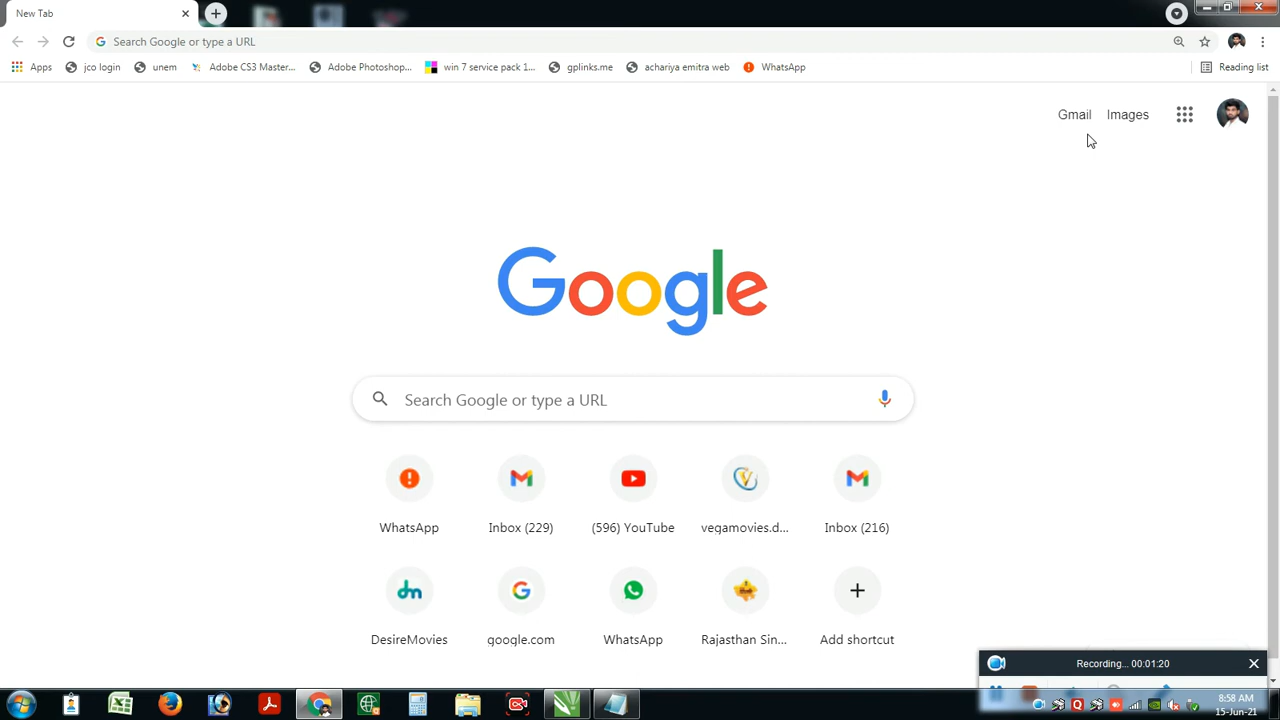 New Tab
Search Google or type a URL
Apps jco login unem Adobe CS3 Master... Adobe Photoshop... win 7 service pack 1... gplinks.me achariya emitra web WhatsApp Reading list
Gmail Images
Google
Search Google or type a URL
WhatsApp Inbox (229) (596) YouTube vegamovies.d... Inbox (216)
DesireMovies google.com WhatsApp Rajasthan Sin... Add shortcut
Recording... 00:01:20
8:58 AM
15-Jun-21